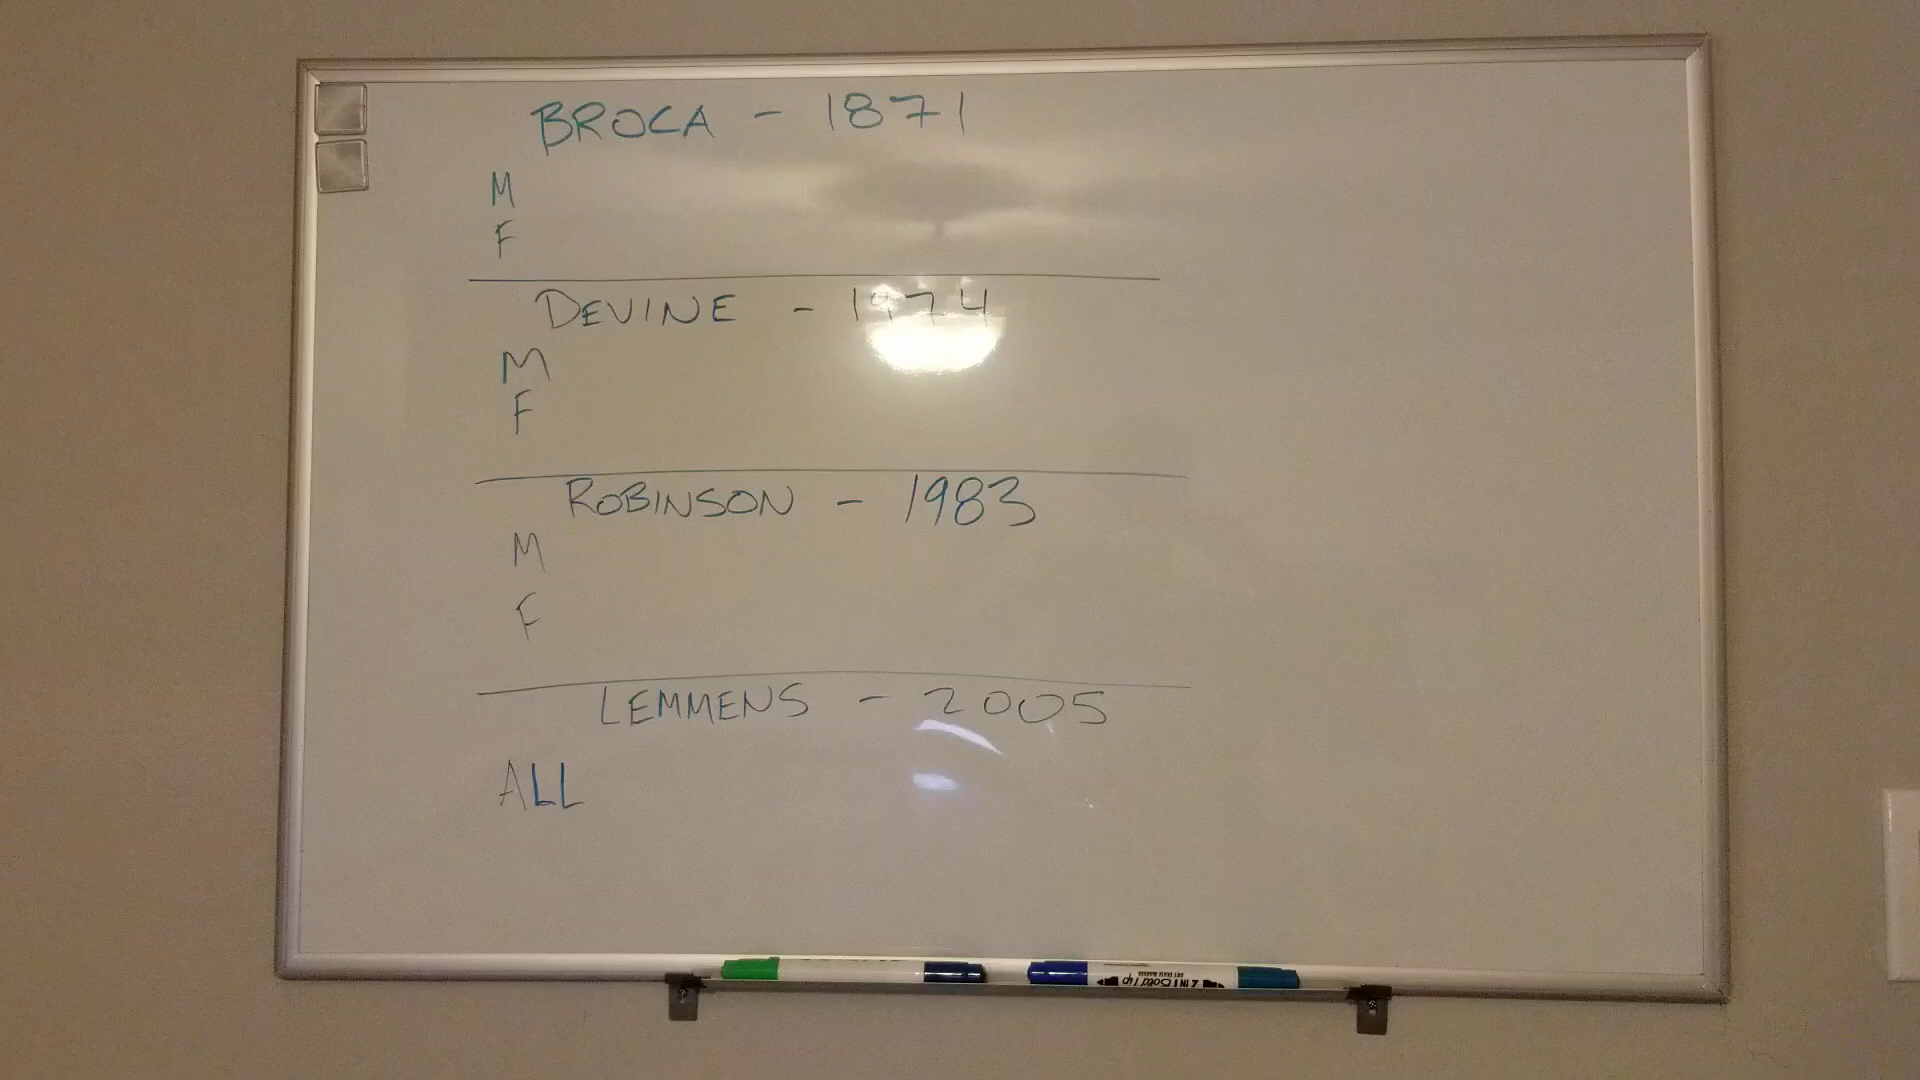 BROCA - 1871
M
F
DEVINE - 1974
M
F
ROBINSON - 1983
M
F
LEMMENS - 2005
ALL